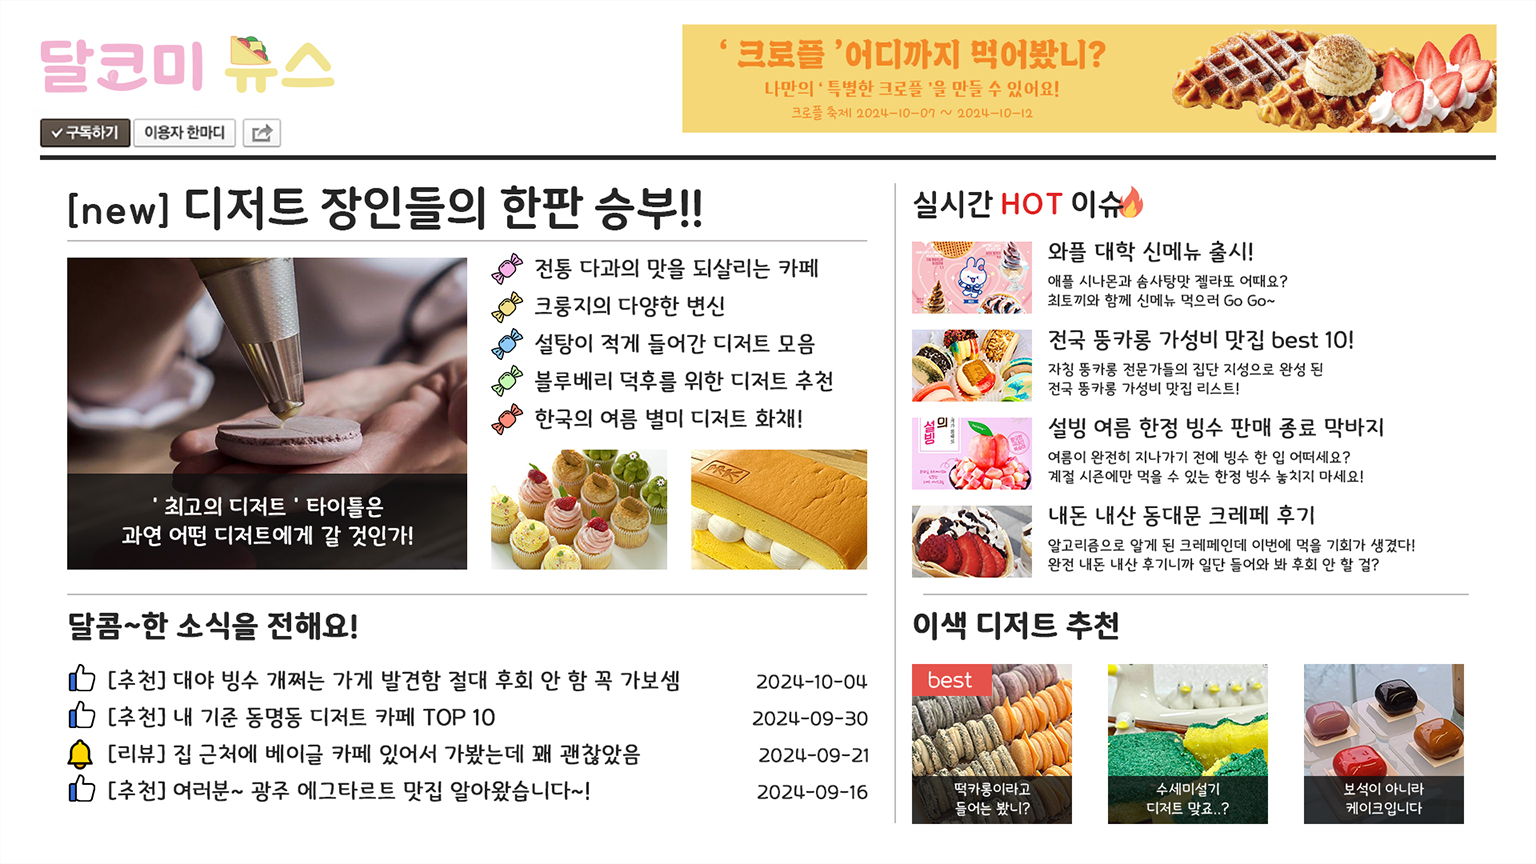 달코미 뉴스
✓ 구독하기
이용자 한마디
‘ 크로플 ’어디까지 먹어봤니?
나만의 ‘ 특별한 크로플 ’을 만들 수 있어요!
크로플 축제 2024-10-07 ~ 2024-10-12
[new] 디저트 장인들의 한판 승부!!
' 최고의 디저트 ' 타이틀은
과연 어떤 디저트에게 갈 것인가!
전통 다과의 맛을 되살리는 카페
크룽지의 다양한 변신
설탕이 적게 들어간 디저트 모음
블루베리 덕후를 위한 디저트 추천
한국의 여름 별미 디저트 화채!
달콤~한 소식을 전해요!
[추천] 대야 빙수 개쩌는 가게 발견함 절대 후회 안 함 꼭 가보셈 2024-10-04
[추천] 내 기준 동명동 디저트 카페 TOP 10 2024-09-30
[리뷰] 집 근처에 베이글 카페 있어서 가봤는데 꽤 괜찮았음 2024-09-21
[추천] 여러분~ 광주 에그타르트 맛집 알아왔습니다~! 2024-09-16
실시간 HOT 이슈
와플 대학 신메뉴 출시!
애플 시나몬과 솜사탕맛 젤라또 어때요?
최토끼와 함께 신메뉴 먹으러 Go Go~
전국 뚱카롱 가성비 맛집 best 10!
자칭 뚱카롱 전문가들의 집단 지성으로 완성 된
전국 뚱카롱 가성비 맛집 리스트!
설빙
의
설빙 여름 한정 빙수 판매 종료 막바지
여름이 완전히 지나가기 전에 빙수 한 입 어떠세요?
계절 시즌에만 먹을 수 있는 한정 빙수 놓치지 마세요!
내돈 내산 동대문 크레페 후기
알고리즘으로 알게 된 크레페인데 이번에 먹을 기회가 생겼다!
완전 내돈 내산 후기니까 일단 들어와 봐 후회 안 할 걸?
이색 디저트 추천
best
떡카롱이라고
들어는 봤니?
수세미설기
디저트 맞죠..?
보석이 아니라
케이크입니다